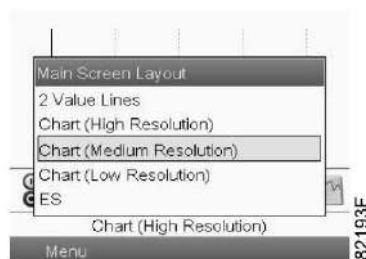 Main Screen Layout
2 Value Lines
Chart (High Resolution)
Chart (Medium Resolution)
Chart (Low Resolution)
ES
Chart (High Resolution)
Menu
82193F